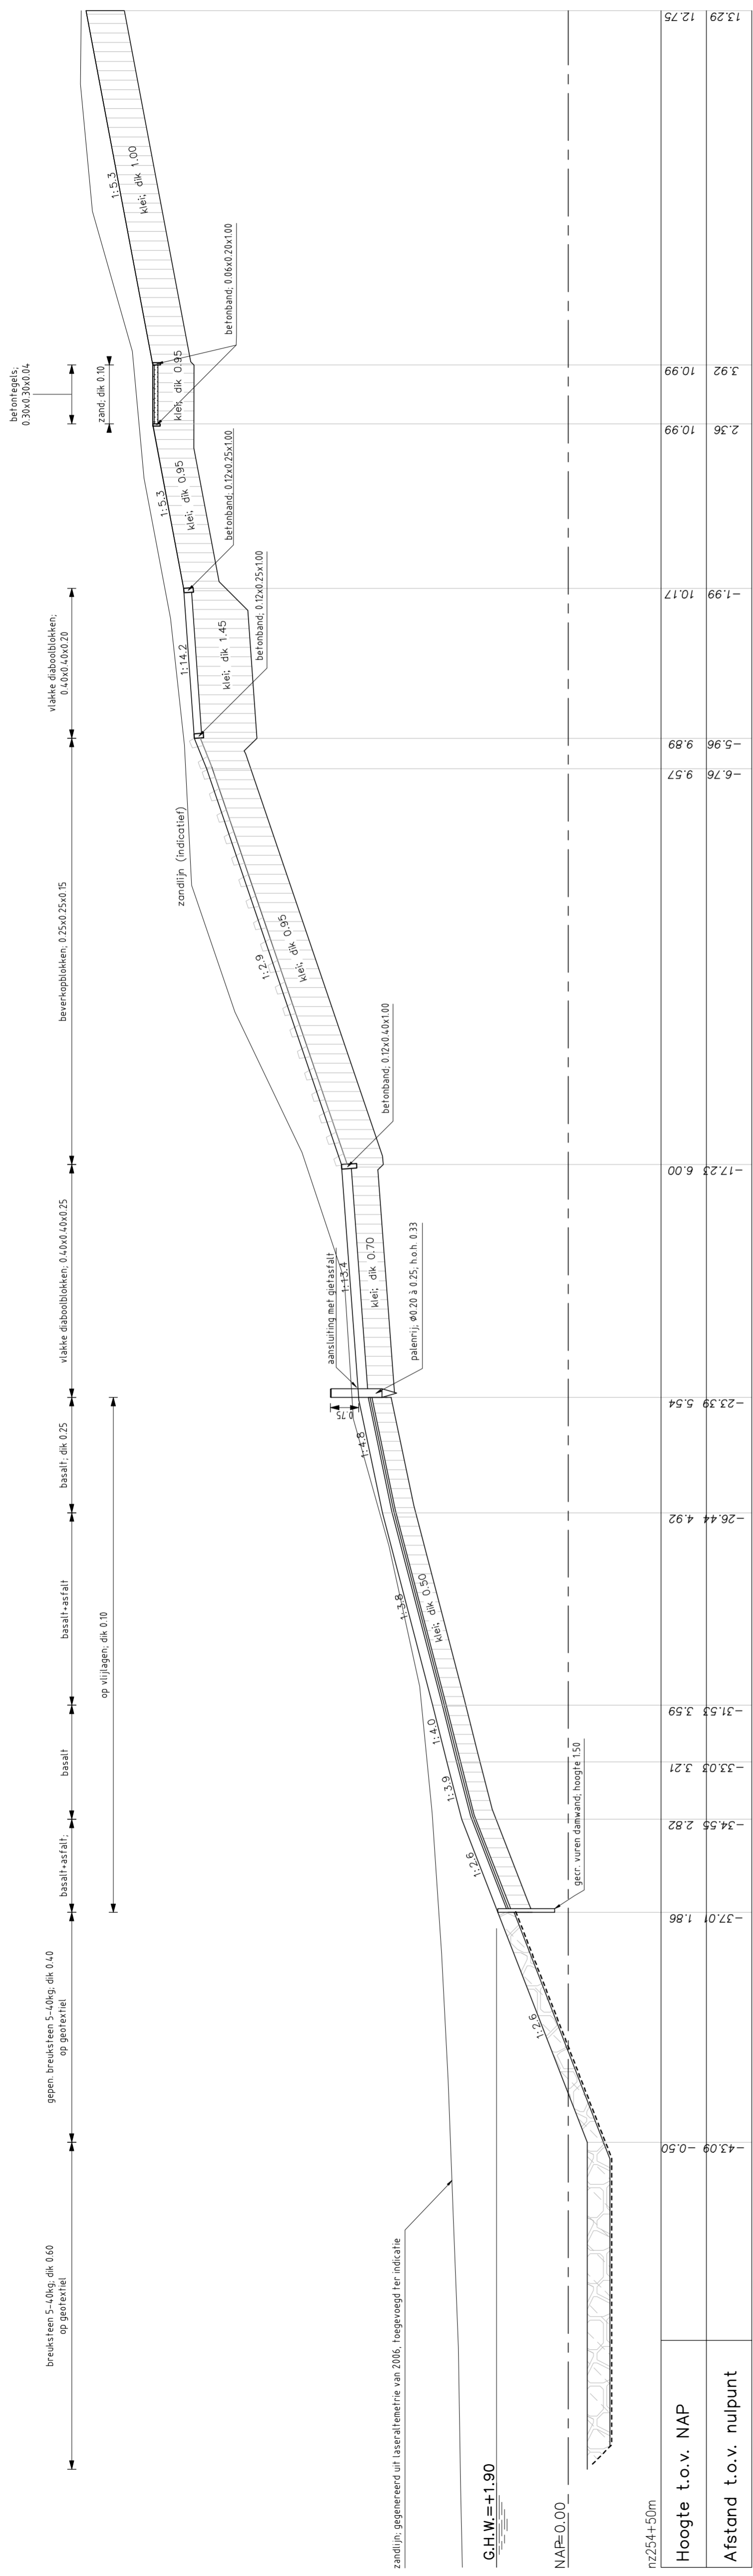 breuksteen 5-40kg; dik 0.60
op geotextiel
gepen. breuksteen 5-40kg; dik 0.40
op geotextiel
basalt+asfalt;
basalt
basalt+asfalt
basalt; dik 0.25
vlakke diaboolblokken; 0.40x0.40x0.25
beverkopblokken; 0.25x0.25x0.15
vlakke diaboolblokken;
0.40x0.40x0.20
betontegels;
0.30x0.30x0.04
op vlijlagen; dik 0.10
zand; dik 0.10
zandlijn (indicatief)
1:5.3
klei; dik 1.00
betonband; 0.06x0.20x1.00
klei; dik 0.95
1:5.3
klei; dik 0.95
betonband; 0.12x0.25x1.00
1:14.2
klei; dik 1.45
betonband; 0.12x0.25x1.00
1:2.9
klei; dik 0.95
betonband; 0.12x0.40x1.00
aansluiting met gietasfalt
1:13.4
klei; dik 0.70
palenrij; Ø0.20 à 0.25; h.o.h. 0.33
0.75
1:4.8
1:3.8
klei; dik 0.50
1:4.0
1:3.9
1:2.6
gecr. vuren damwand; hoogte 1.50
1:2.6
zandlijn; gegenereerd uit laseraltemetrie van 2006, toegevoegd ter indicatie
G.H.W.=+1.90
NAP=0.00
nz254+50m
Hoogte t.o.v. NAP
-0.50
1.86
2.82
3.21
3.59
4.92
5.54
6.00
9.57
9.89
10.17
10.99
10.99
12.75
Afstand t.o.v. nulpunt
-43.09
-37.01
-34.55
-33.03
-31.53
-26.44
-23.39
-17.23
-6.76
-5.96
-1.99
2.36
3.92
13.29